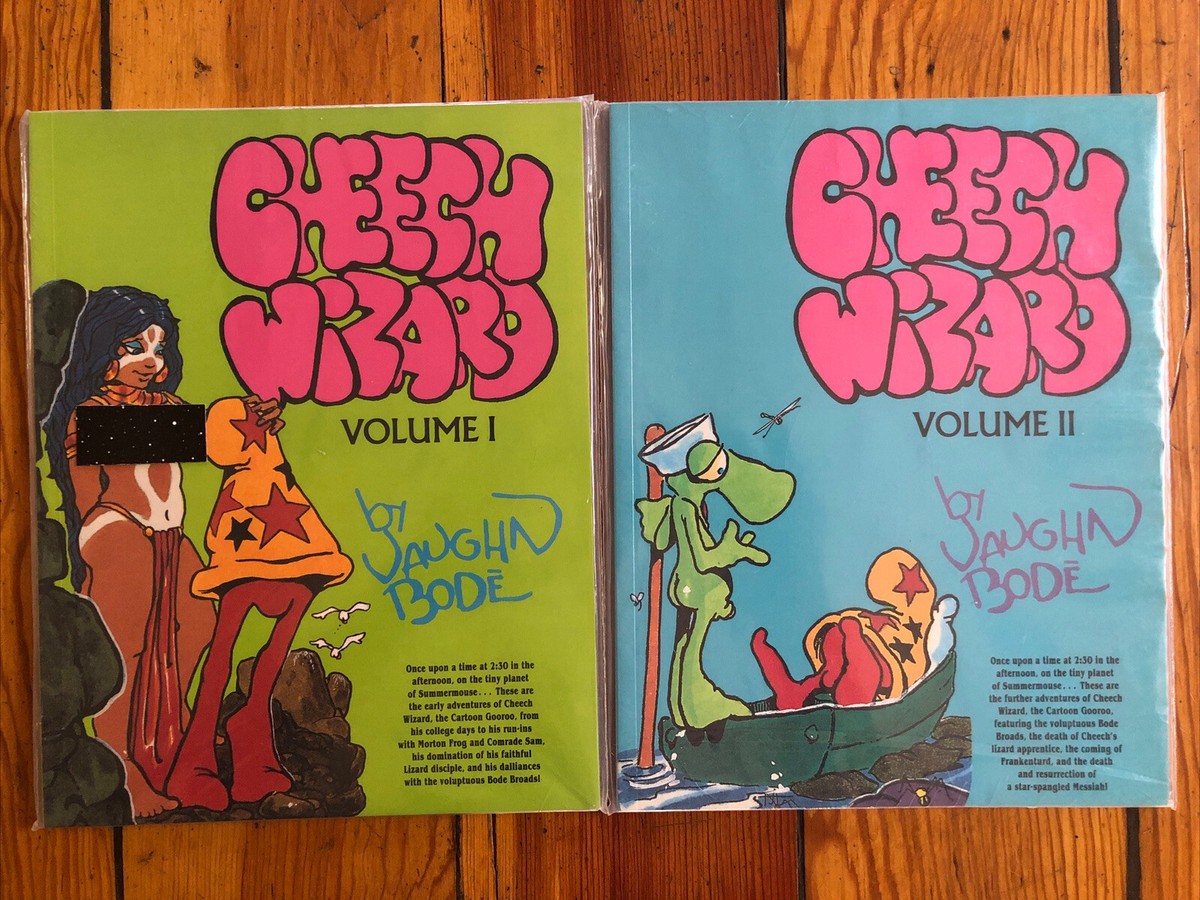 CHEECH
WIZARD
VOLUME I
by
VAUGHN
BODĒ
Once upon a time at 2:30 in the
afternoon, on the tiny planet
of Summermouse... These are
the early adventures of Cheech
Wizard, the Cartoon Gooroo, from
his college days to his run-ins
with Morton Frog and Comrade Sam,
his domination of his faithful
Lizard disciple, and his dalliances
with the voluptuous Bode Broads!
CHEECH
WIZARD
VOLUME II
by
VAUGHN
BODĒ
Once upon a time at 2:30 in the
afternoon, on the tiny planet
of Summermouse... These are
the further adventures of Cheech
Wizard, the Cartoon Gooroo,
featuring the voluptuous Bode
Broads, the death of Cheech's
lizard apprentice, the coming of
Frankenturd, and the death
and resurrection of
a star-spangled Messiah!